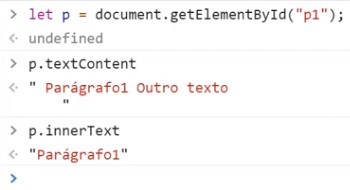 > let p = document.getElementById("p1");
<· undefined
> p.textContent
<· " Parágrafo1 Outro texto
"
> p.innerText
<· "Parágrafo1"
>